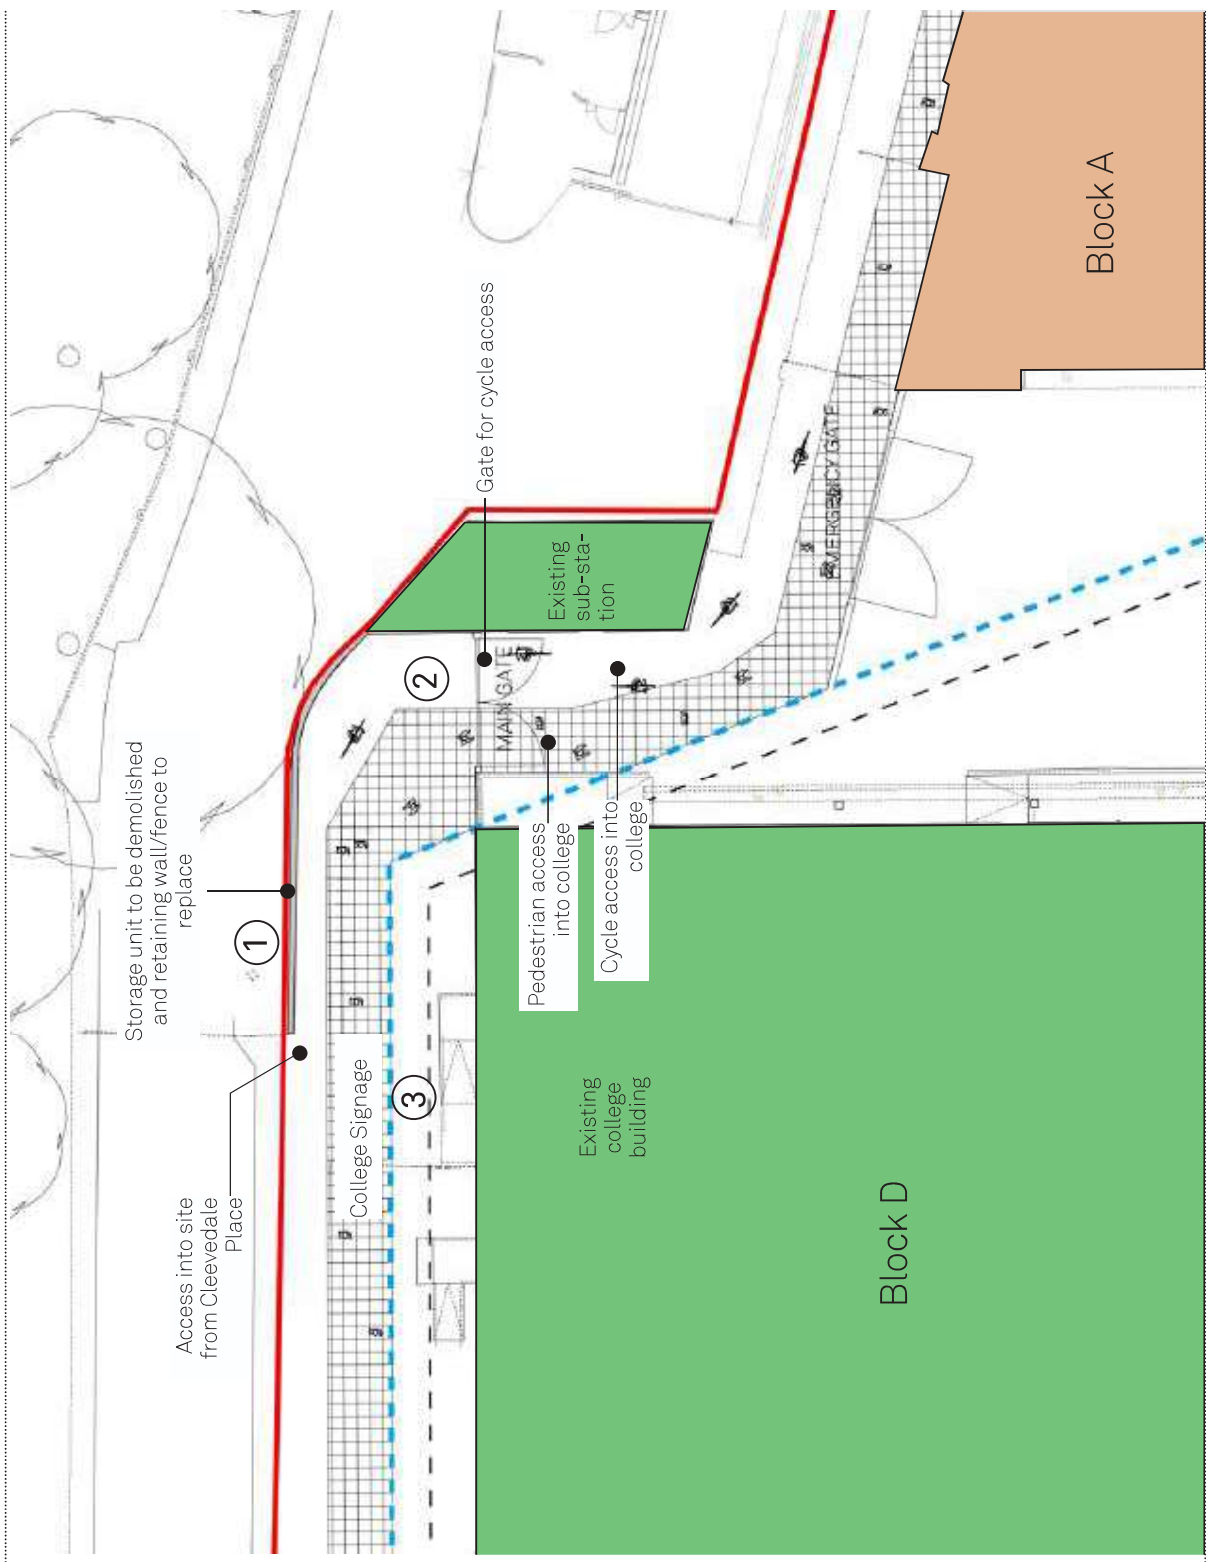 Storage unit to be demolished
and retaining wall/fence to
replace
1
Access into site
from Cleevedale
Place
2
Gate for cycle access
MAIN GATE
Existing
sub-sta-
tion
EMERGENCY GATE
Block A
College Signage
3
Pedestrian access
into college
Cycle access into
college
Existing
college
building
Block D